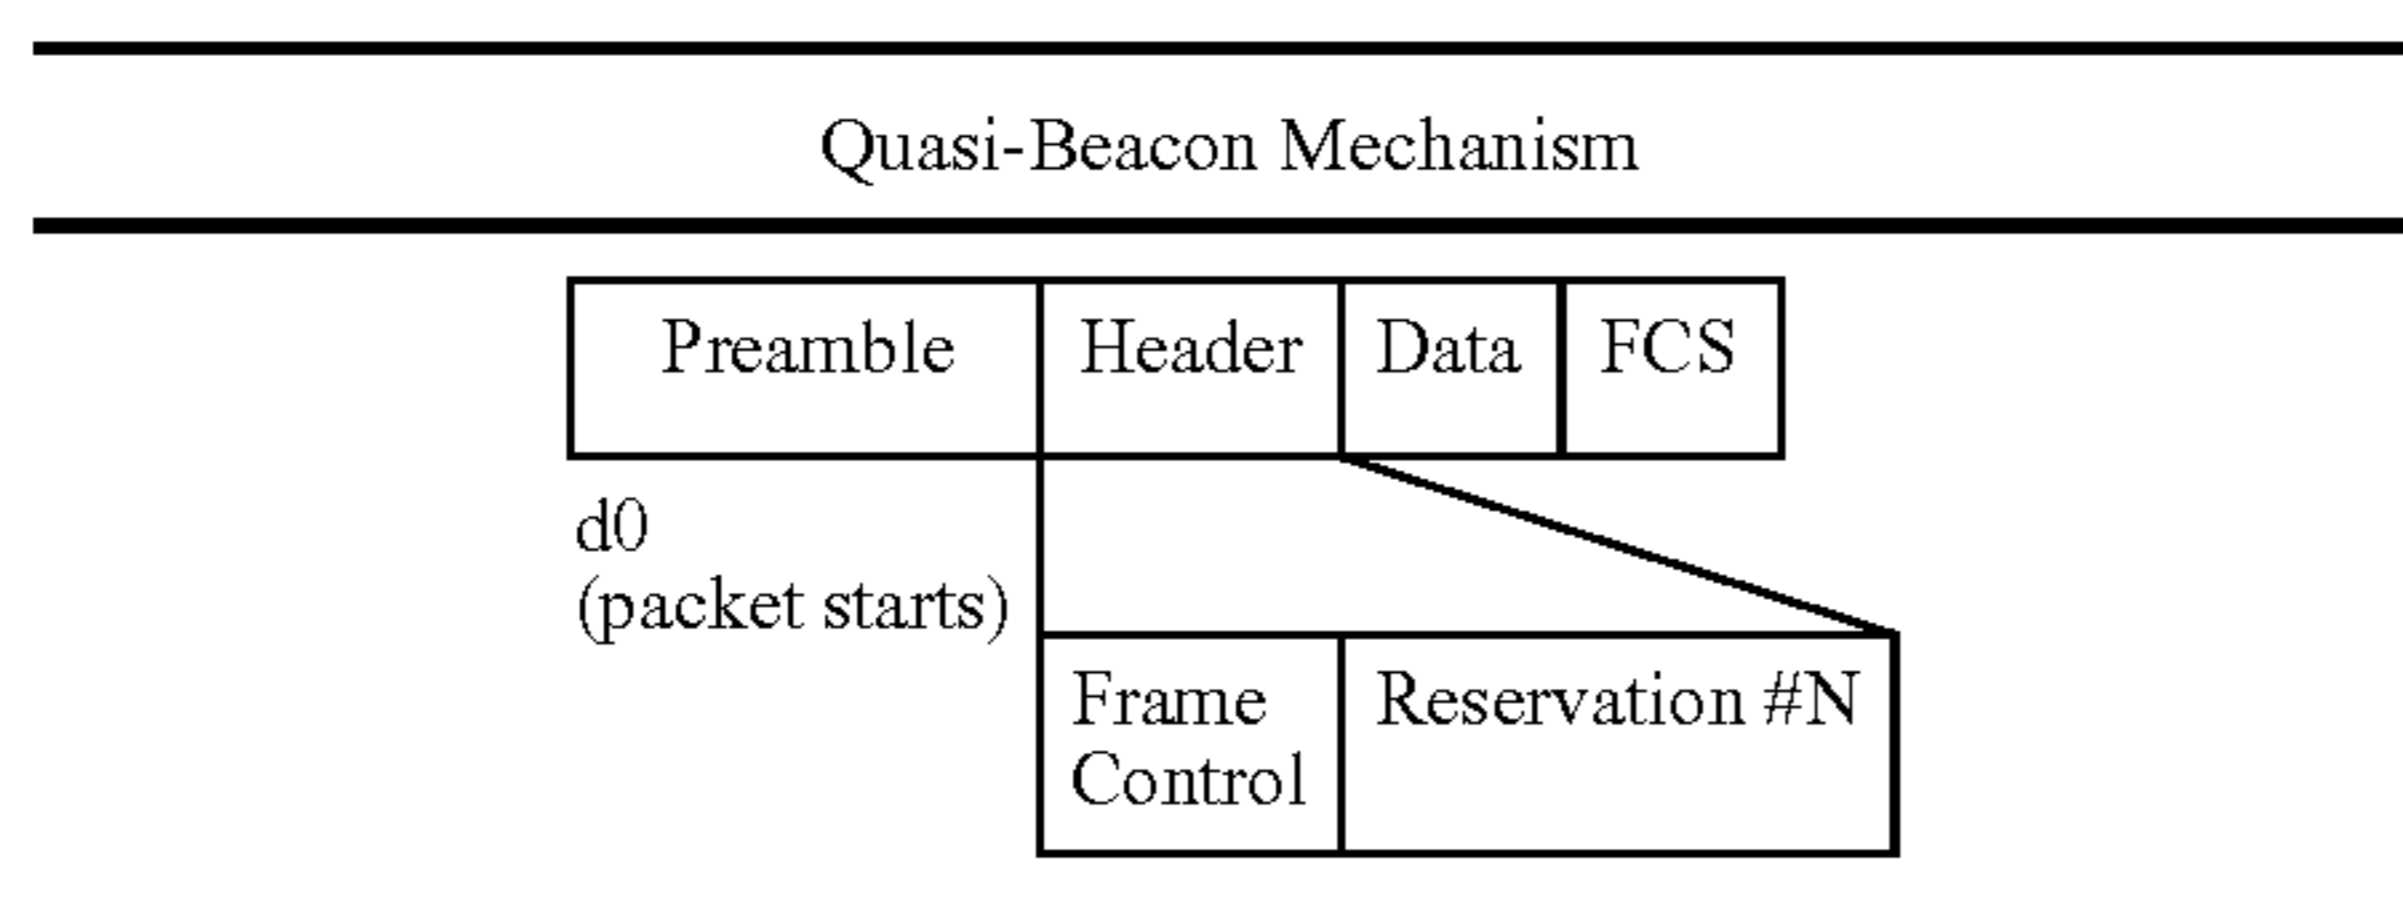 Quasi-Beacon Mechanism
Preamble Header Data FCS
d0
(packet starts)
Frame Reservation #N
Control